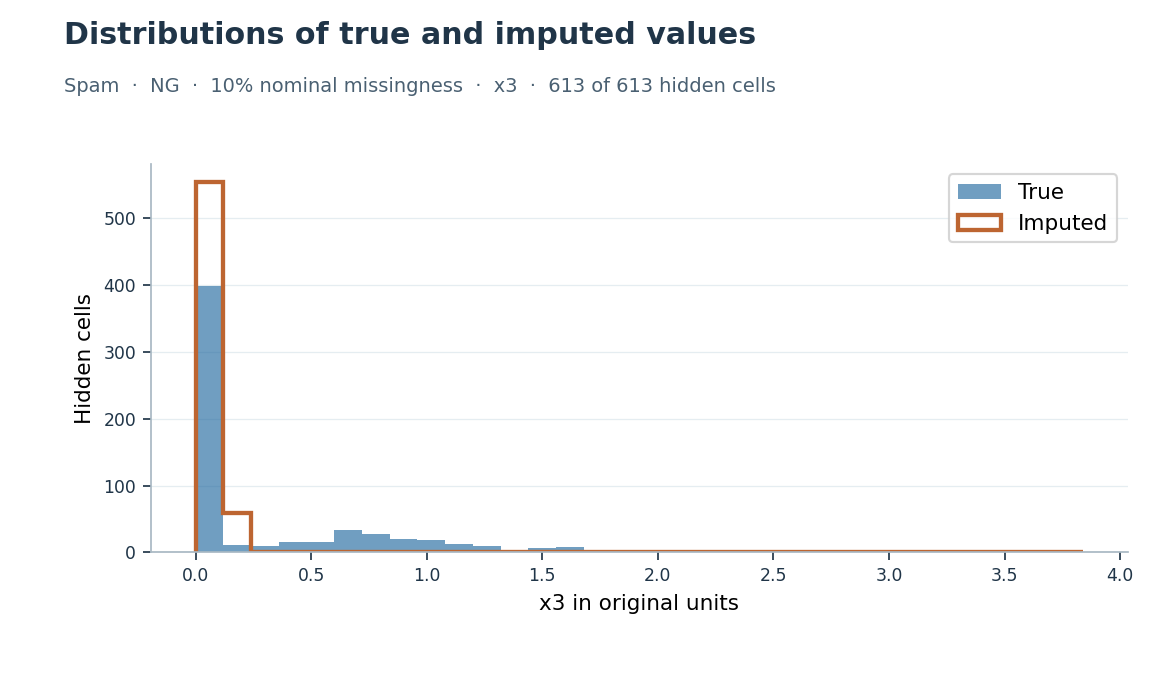 Distributions of true and imputed values
Spam · NG · 10% nominal missingness · x3 · 613 of 613 hidden cells
True
Imputed
Hidden cells
500
400
300
200
100
0
0.0 0.5 1.0 1.5 2.0 2.5 3.0 3.5 4.0
x3 in original units